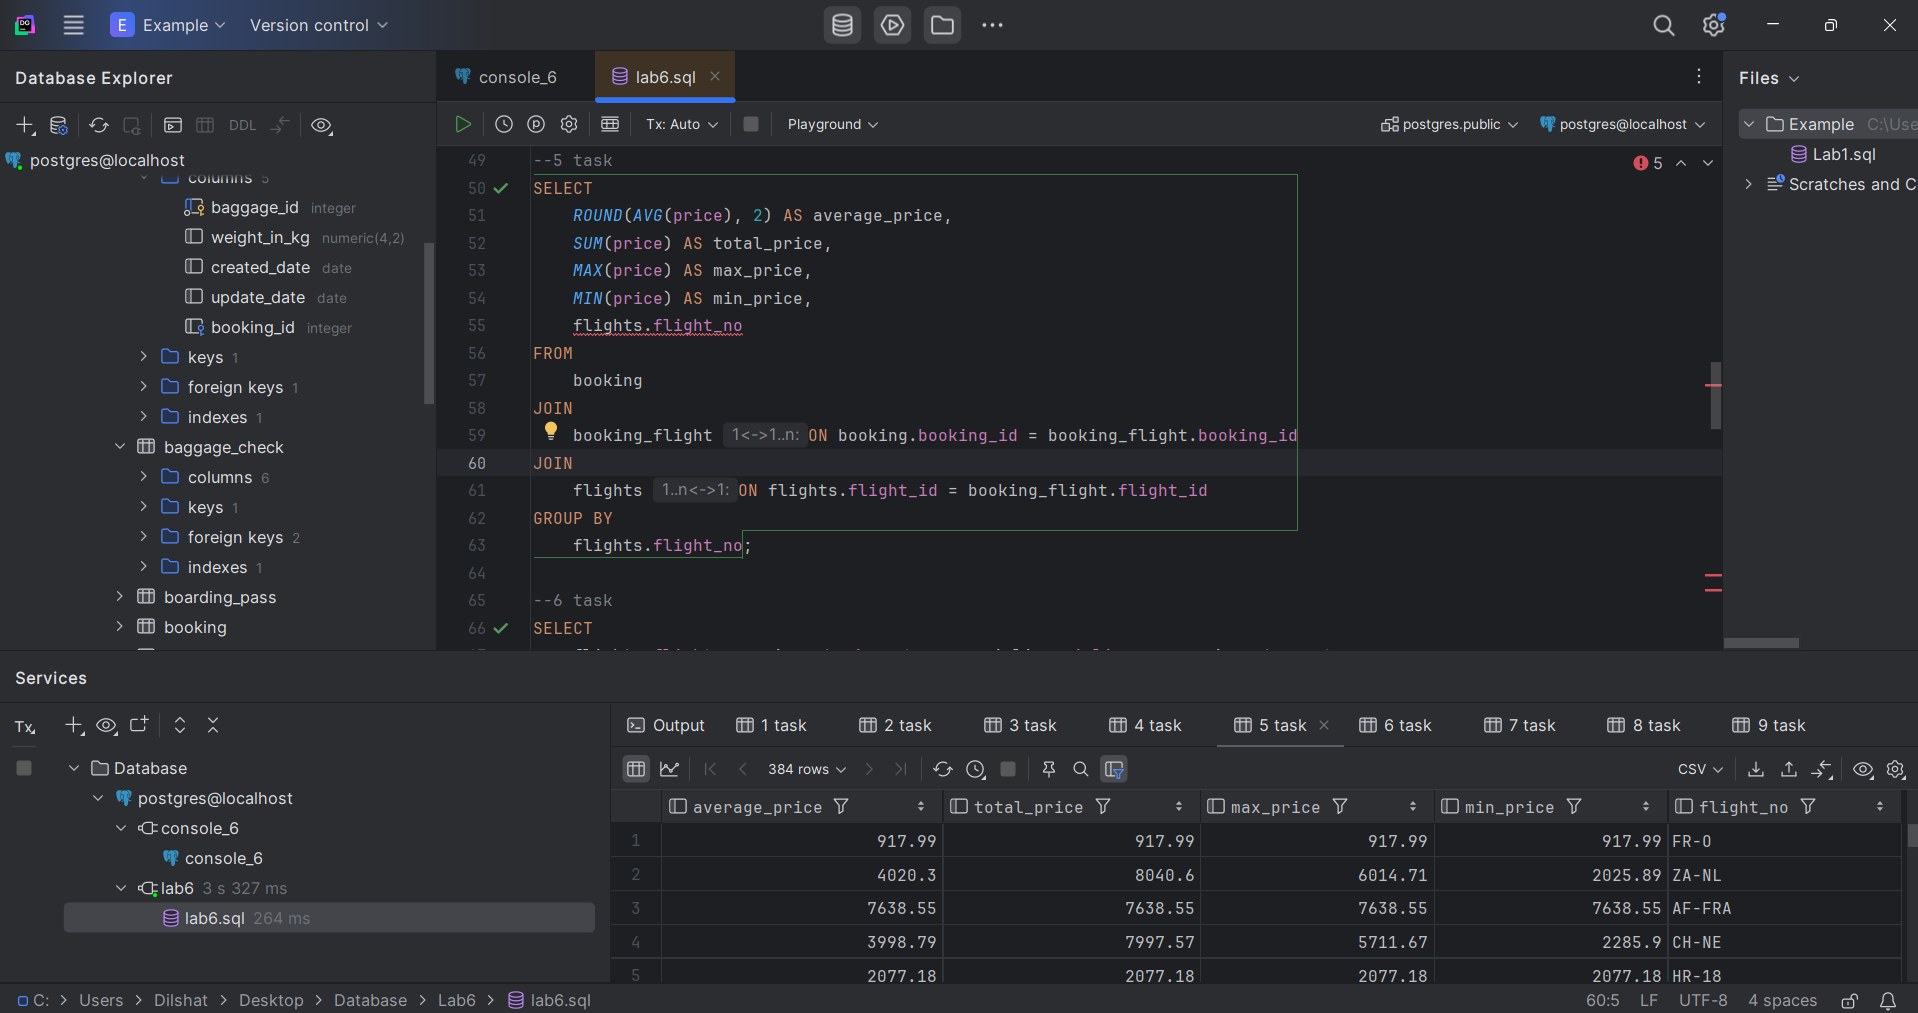 E Example Version control
Database Explorer
console_6 lab6.sql
Files
DDL
Tx: Auto Playground postgres.public postgres@localhost
Example C:\Use
Lab1.sql
Scratches and C
postgres@localhost
columns 5
baggage_id integer
weight_in_kg numeric(4,2)
created_date date
update_date date
booking_id integer
keys 1
foreign keys 1
indexes 1
baggage_check
columns 6
keys 1
foreign keys 2
indexes 1
boarding_pass
booking
5
49 --5 task
50 SELECT
51 ROUND(AVG(price), 2) AS average_price,
52 SUM(price) AS total_price,
53 MAX(price) AS max_price,
54 MIN(price) AS min_price,
55 flights.flight_no
56 FROM
57 booking
58 JOIN
59 booking_flight 1<->1..n: ON booking.booking_id = booking_flight.booking_id
60 JOIN
61 flights 1..n<->1: ON flights.flight_id = booking_flight.flight_id
62 GROUP BY
63 flights.flight_no;
64
65 --6 task
66 SELECT
Services
Tx
Database
postgres@localhost
console_6
console_6
lab6 3 s 327 ms
lab6.sql 264 ms
Output 1 task 2 task 3 task 4 task 5 task 6 task 7 task 8 task 9 task
384 rows CSV
average_price total_price max_price min_price flight_no
1 917.99 917.99 917.99 917.99 FR-O
2 4020.3 8040.6 6014.71 2025.89 ZA-NL
3 7638.55 7638.55 7638.55 7638.55 AF-FRA
4 3998.79 7997.57 5711.67 2285.9 CH-NE
5 2077.18 2077.18 2077.18 2077.18 HR-18
C: > Users > Dilshat > Desktop > Database > Lab6 > lab6.sql
60:5 LF UTF-8 4 spaces